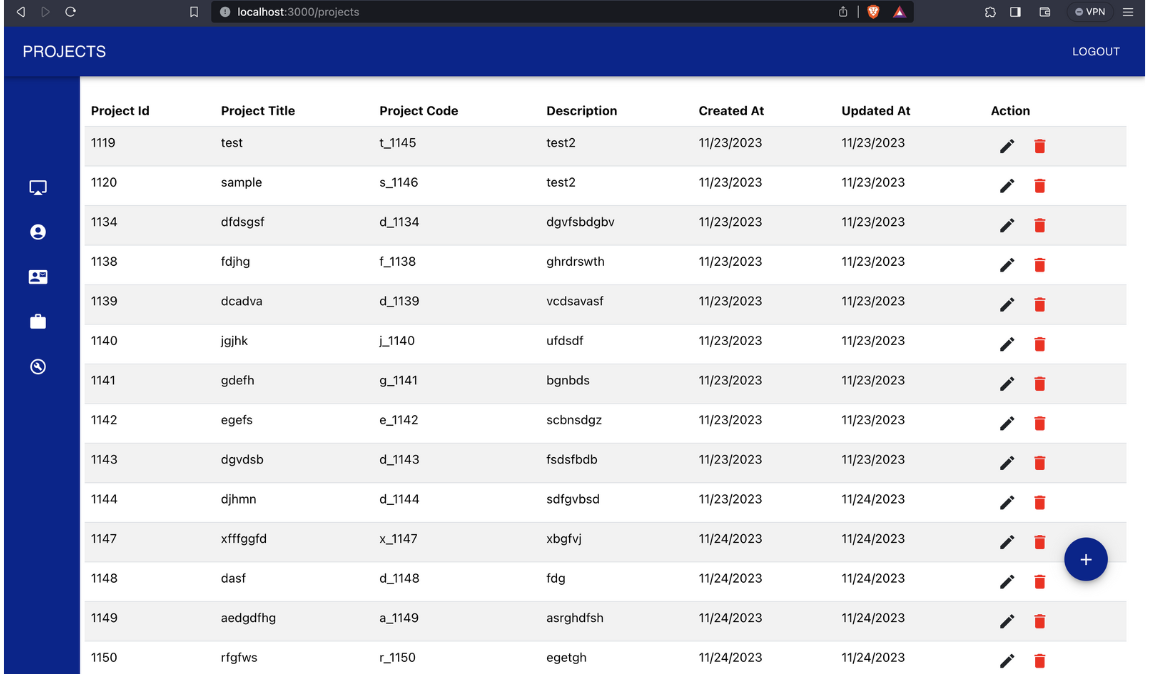 localhost:3000/projects
VPN
PROJECTS LOGOUT
Project Id Project Title Project Code Description Created At Updated At Action
1119 test t_1145 test2 11/23/2023 11/23/2023
1120 sample s_1146 test2 11/23/2023 11/23/2023
1134 dfdsgsf d_1134 dgvfsbdgbv 11/23/2023 11/23/2023
1138 fdjhg f_1138 ghrdrswth 11/23/2023 11/23/2023
1139 dcadva d_1139 vcdsavasf 11/23/2023 11/23/2023
1140 jgjhk j_1140 ufdsdf 11/23/2023 11/23/2023
1141 gdefh g_1141 bgnbds 11/23/2023 11/23/2023
1142 egefs e_1142 scbnsdgz 11/23/2023 11/23/2023
1143 dgvdsb d_1143 fsdsfbdb 11/23/2023 11/23/2023
1144 djhmn d_1144 sdfgvbsd 11/23/2023 11/24/2023
1147 xfffggfd x_1147 xbgfvj 11/24/2023 11/24/2023
1148 dasf d_1148 fdg 11/24/2023 11/24/2023
1149 aedgdfhg a_1149 asrghdfsh 11/24/2023 11/24/2023
1150 rfgfws r_1150 egetgh 11/24/2023 11/24/2023